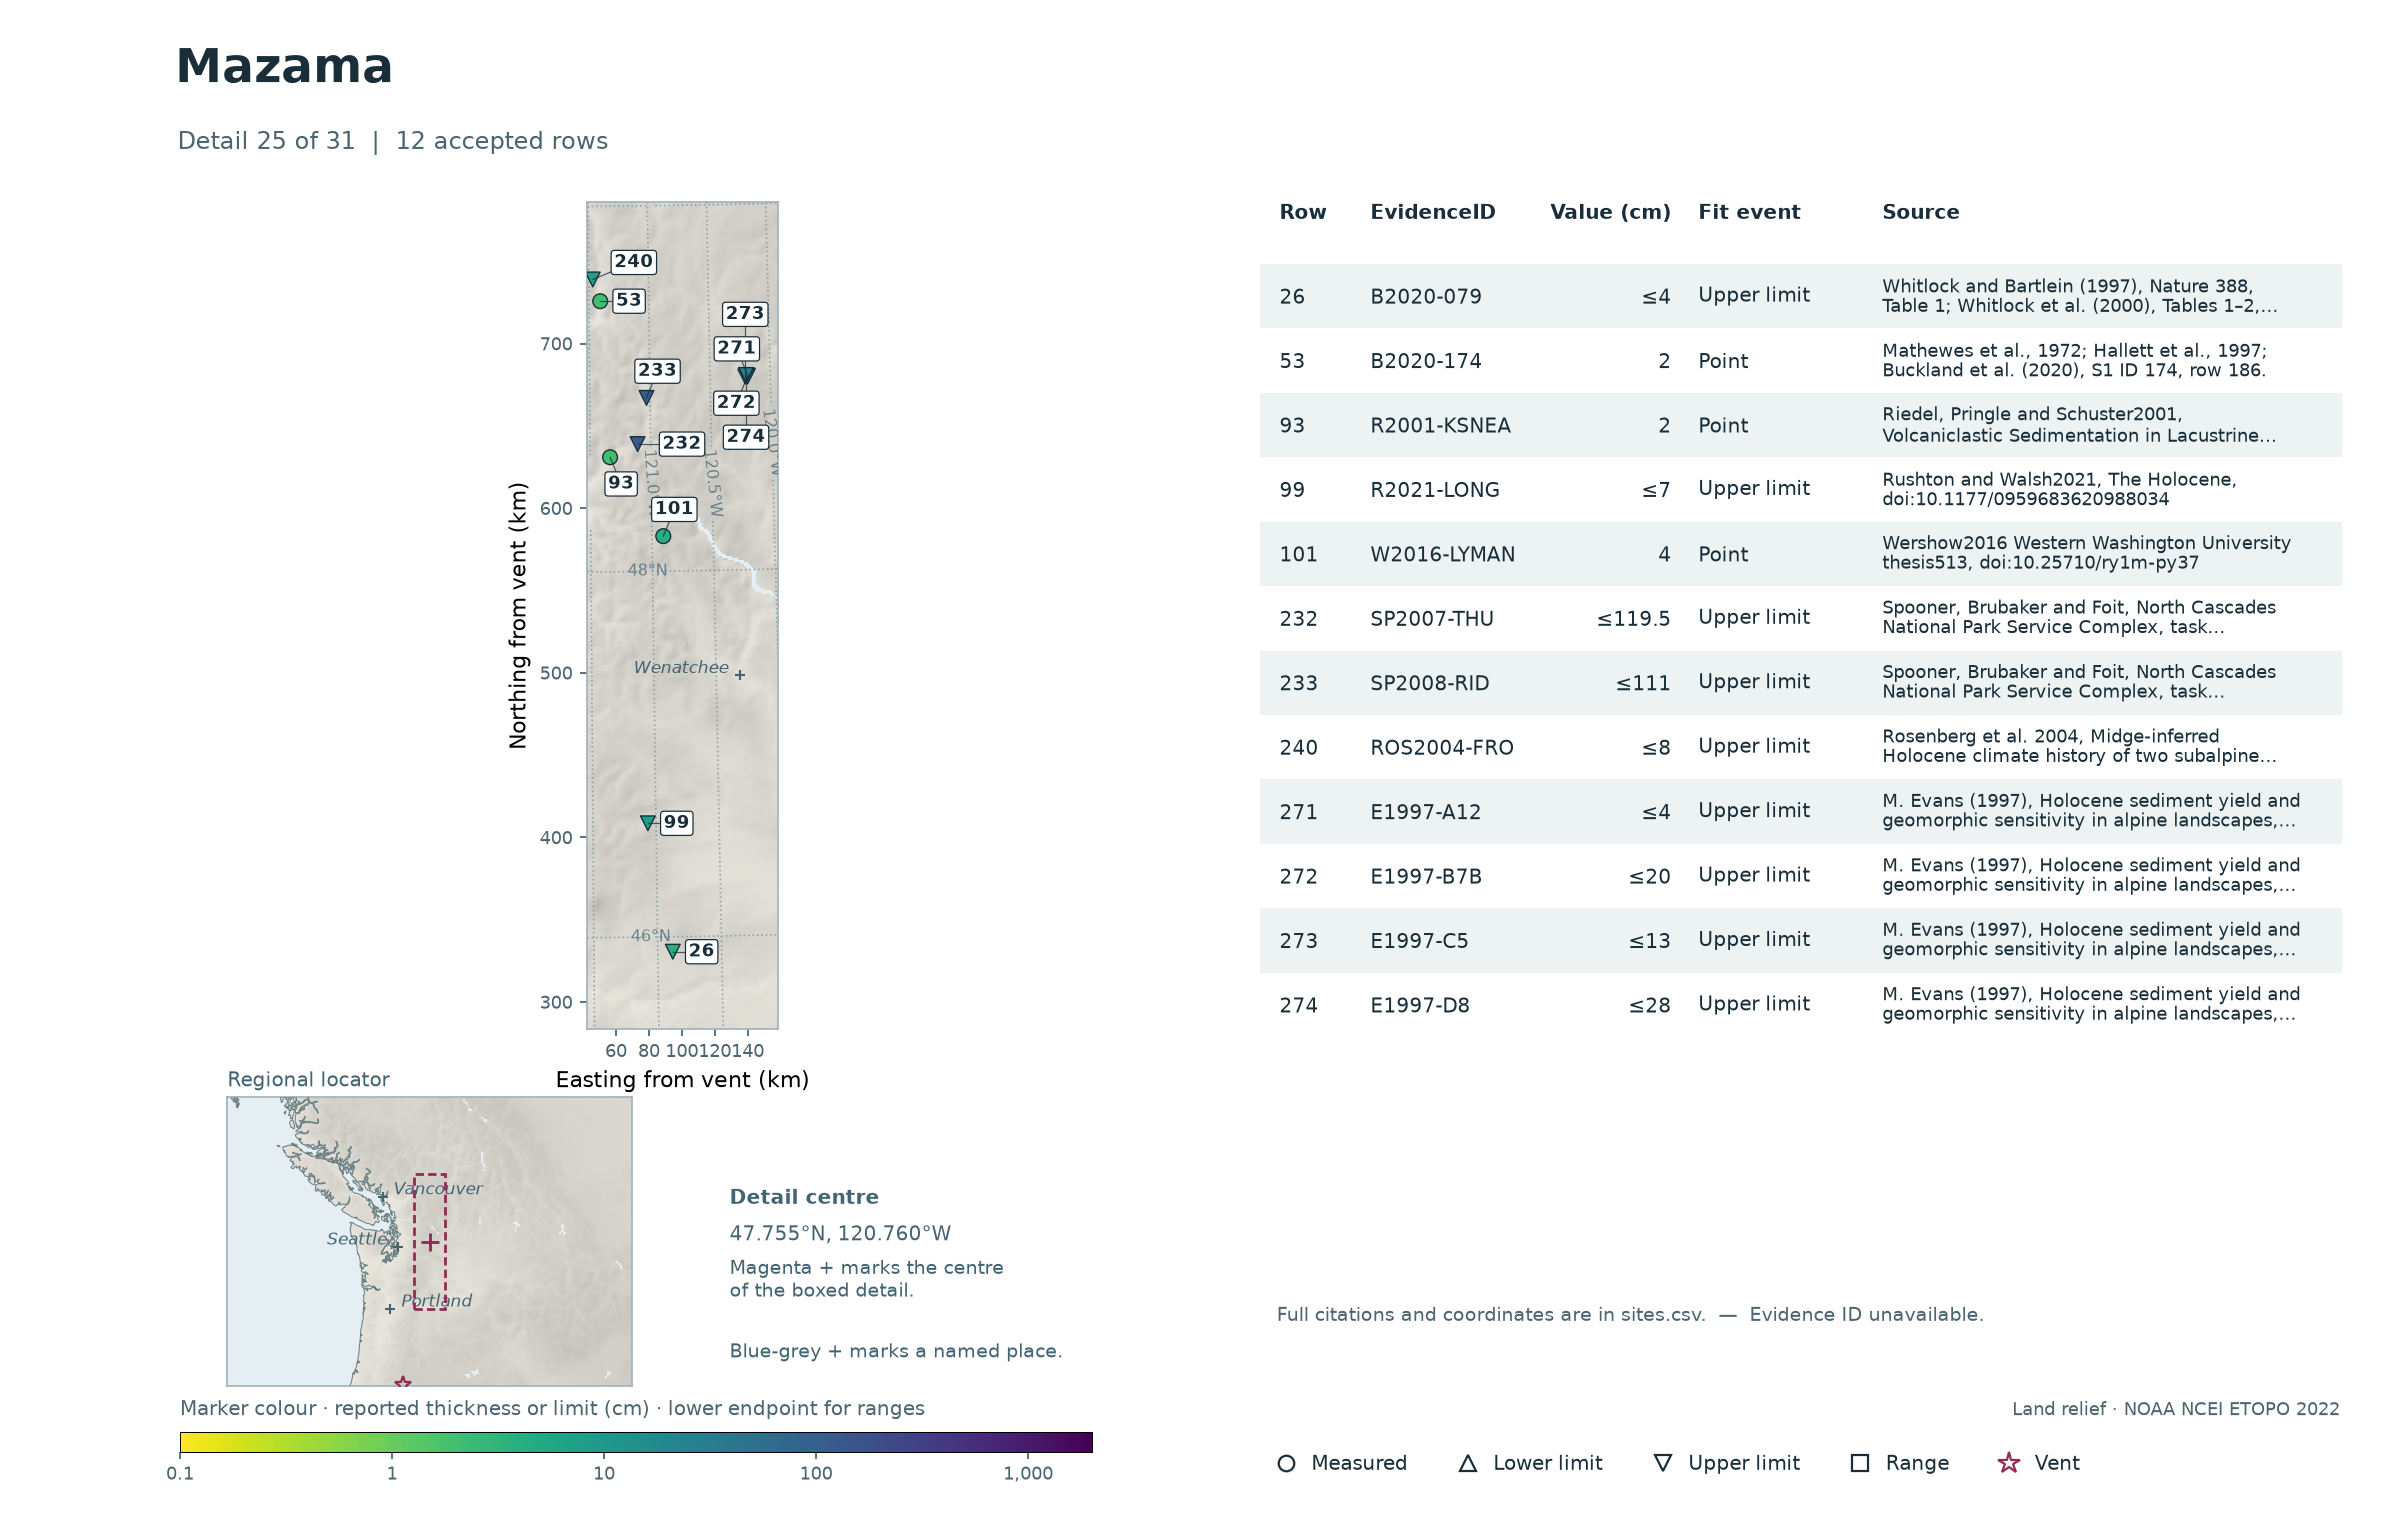 Mazama
Detail 25 of 31 | 12 accepted rows
240
53
273
271
233
272
274
232
93
101
121.0
120.5°W
120.0°W
48°N
Wenatchee
99
46°N
26
700
600
500
400
300
Northing from vent (km)
60 80 100 120 140
Easting from vent (km)
Regional locator
Vancouver
Seattle
Portland
Detail centre
47.755°N, 120.760°W
Magenta + marks the centre
of the boxed detail.
Blue-grey + marks a named place.
Marker colour · reported thickness or limit (cm) · lower endpoint for ranges
0.1 1 10 100 1,000
Row EvidenceID Value (cm) Fit event Source
26 B2020-079 ≤4 Upper limit Whitlock and Bartlein (1997), Nature 388,
Table 1; Whitlock et al. (2000), Tables 1–2,…
53 B2020-174 2 Point Mathewes et al., 1972; Hallett et al., 1997;
Buckland et al. (2020), S1 ID 174, row 186.
93 R2001-KSNEA 2 Point Riedel, Pringle and Schuster2001,
Volcaniclastic Sedimentation in Lacustrine…
99 R2021-LONG ≤7 Upper limit Rushton and Walsh2021, The Holocene,
doi:10.1177/0959683620988034
101 W2016-LYMAN 4 Point Wershow2016 Western Washington University
thesis513, doi:10.25710/ry1m-py37
232 SP2007-THU ≤119.5 Upper limit Spooner, Brubaker and Foit, North Cascades
National Park Service Complex, task…
233 SP2008-RID ≤111 Upper limit Spooner, Brubaker and Foit, North Cascades
National Park Service Complex, task…
240 ROS2004-FRO ≤8 Upper limit Rosenberg et al. 2004, Midge-inferred
Holocene climate history of two subalpine…
271 E1997-A12 ≤4 Upper limit M. Evans (1997), Holocene sediment yield and
geomorphic sensitivity in alpine landscapes,…
272 E1997-B7B ≤20 Upper limit M. Evans (1997), Holocene sediment yield and
geomorphic sensitivity in alpine landscapes,…
273 E1997-C5 ≤13 Upper limit M. Evans (1997), Holocene sediment yield and
geomorphic sensitivity in alpine landscapes,…
274 E1997-D8 ≤28 Upper limit M. Evans (1997), Holocene sediment yield and
geomorphic sensitivity in alpine landscapes,…
Full citations and coordinates are in sites.csv. — Evidence ID unavailable.
Land relief · NOAA NCEI ETOPO 2022
Measured Lower limit Upper limit Range Vent